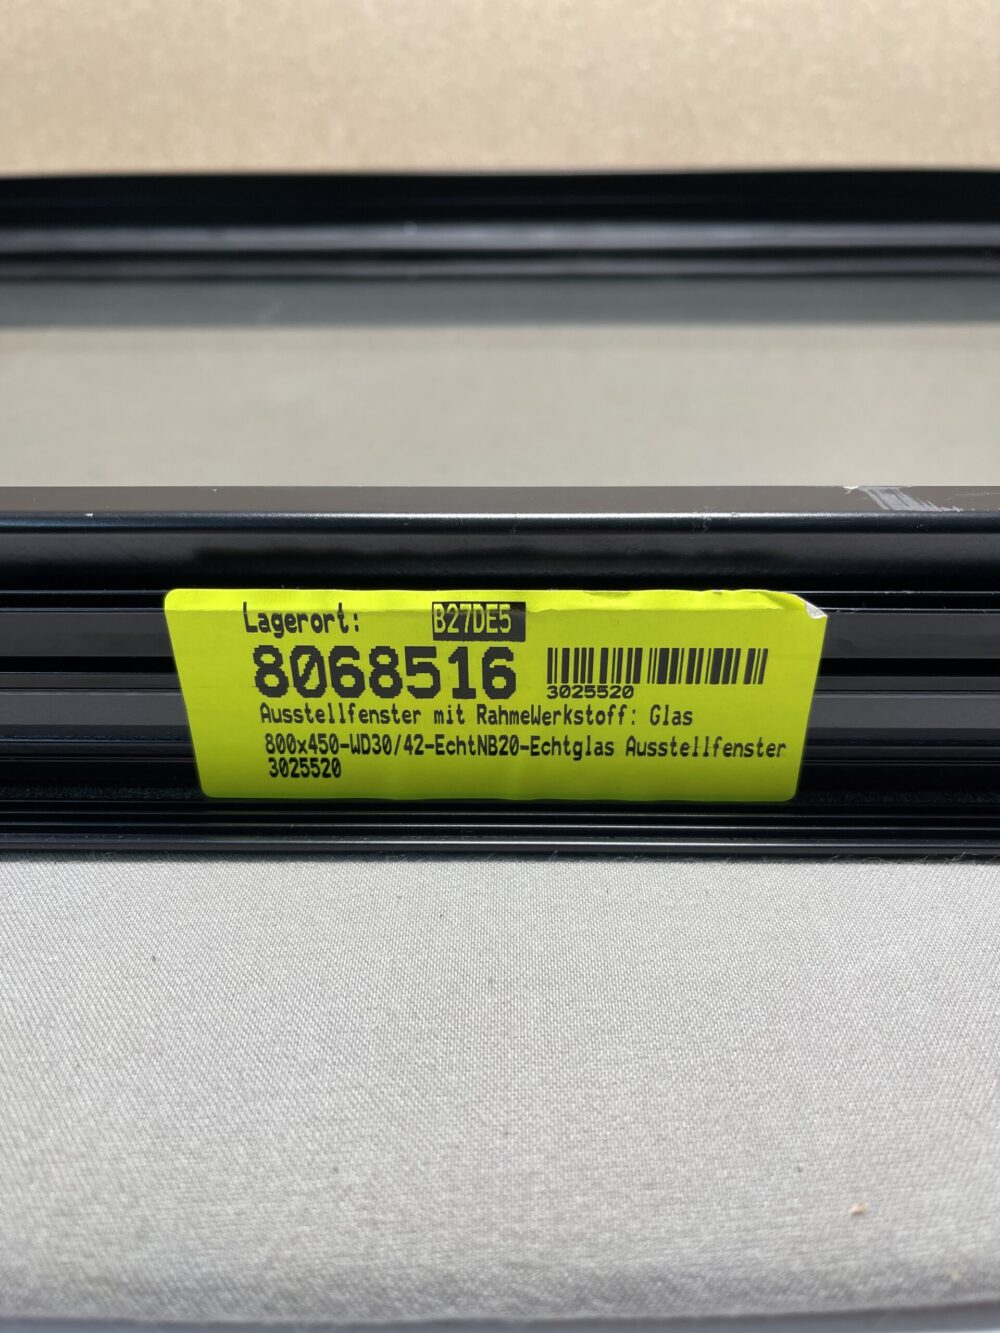 Lagerort: B27DE5
8068516
3025520
Ausstellfenster mit RahmeWerkstoff: Glas
800x450-WD30/42-EchtNB20-Echtglas Ausstellfenster
3025520